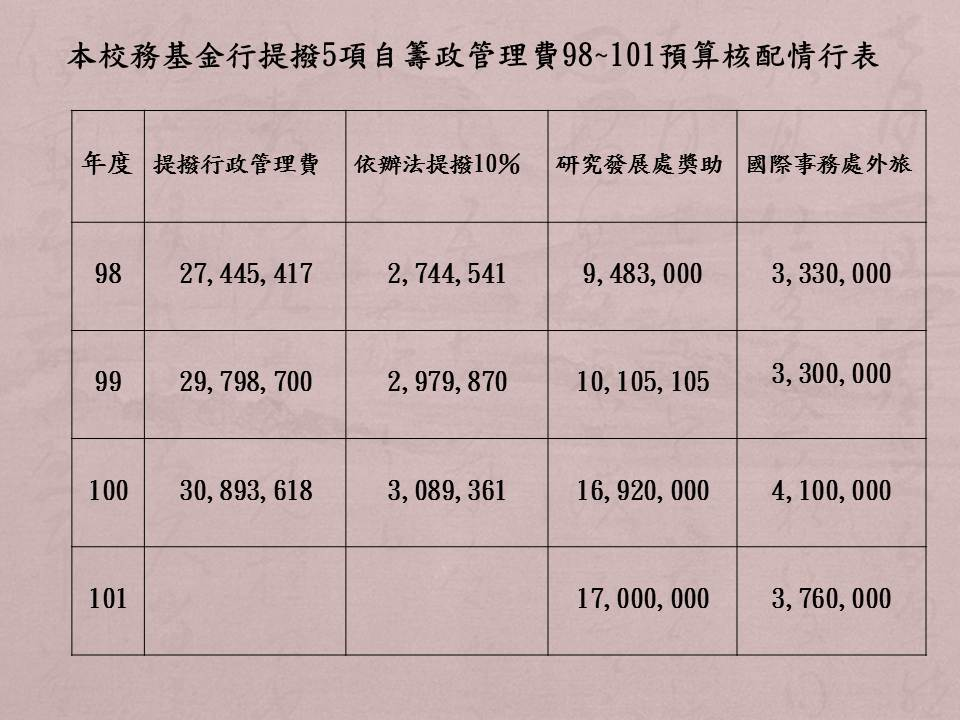 本校務基金行提撥5項自籌政管理費98~101預算核配情行表
年度 提撥行政管理費 依辦法提撥10% 研究發展處獎助 國際事務處外旅
98 27,445,417 2,744,541 9,483,000 3,330,000
99 29,798,700 2,979,870 10,105,105 3,300,000
100 30,893,618 3,089,361 16,920,000 4,100,000
101 17,000,000 3,760,000